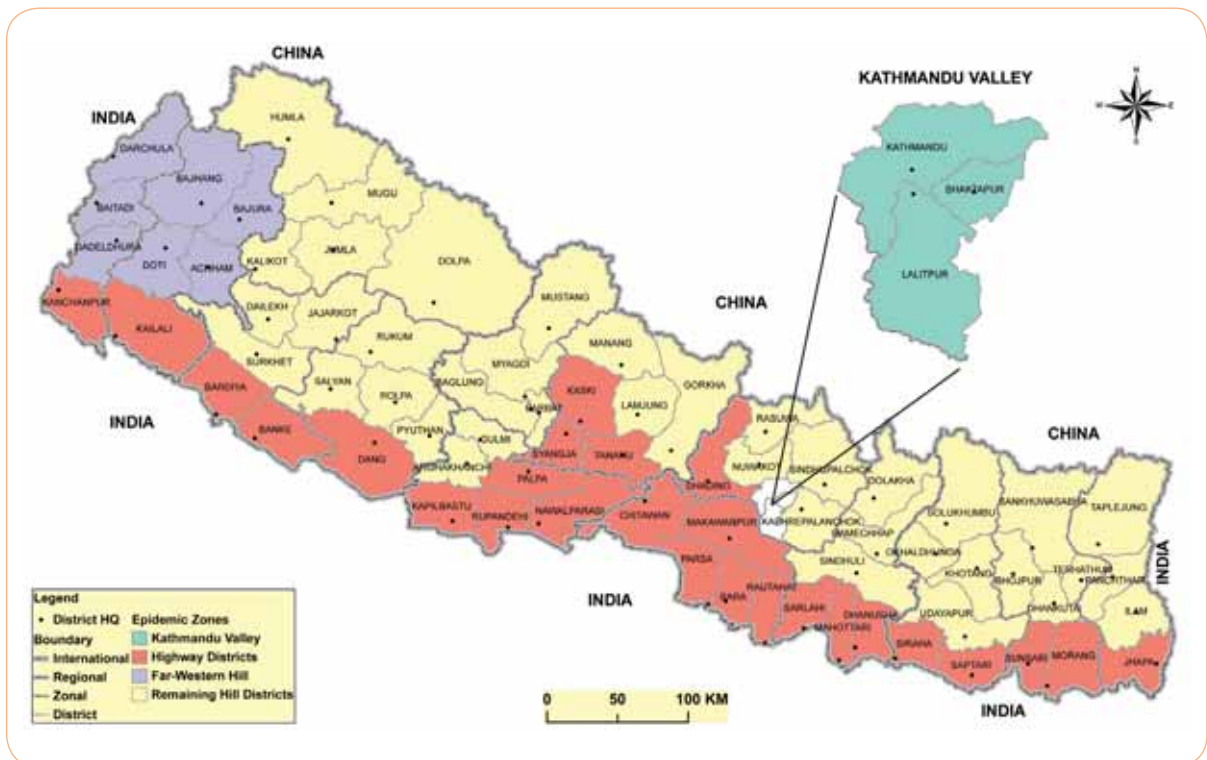 CHINA
KATHMANDU VALLEY
N
W
E
S
INDIA
HUMLA
DARCHULA
KATHMANDU
BAJHANG
BHAKTAPUR
MUGU
BAITADI
BAJURA
DADELDHURA
JUMLA
DOTI
ACHHAM
KALIKOT
DOLPA
LALITPUR
KANCHANPUR
MUSTANG
CHINA
DAILEKH
JAJARKOT
KAILALI
RUKUM
MANANG
SURKHET
MYAGDI
GORKHA
BARDIYA
SALYAN
BAGLUNG
KASKI
ROLPA
LAMJUNG
PARBAT
RASUWA
INDIA
BANKE
PYUTHAN
GULMI
CHINA
DANG
SYANGJA
TANAHU
NUWAKOT
SINDHUPALCHOK
ARGHAKHANCHI
DHADING
DOLAKHA
PALPA
SANKHUWASABHA
KAPILBASTU
RUPANDEHI
NAWALPARASI
CHITAWAN
SOLUKHUMBU
TAPLEJUNG
MAKAWANPUR
KABHREPALANCHOK
RAMECHHAP
OKHALDHUNGA
PARSA
SINDHULI
KHOTANG
TERHATHUM
INDIA
BHOJPUR
PANCHTHAR
RAUTAHAT
BARA
INDIA
SARLAHI
DHANUSHA
UDAYAPUR
DHANKUTA
ILAM
MAHOTTARI
SIRAHA
SAPTARI
SUNSARI
MORANG
JHAPA
INDIA
Legend
District HQ
Boundary
International
Regional
Zonal
District
Epidemic Zones
Kathmandu Valley
Highway Districts
Far-Western Hill
Remaining Hill Districts
0 50 100 KM